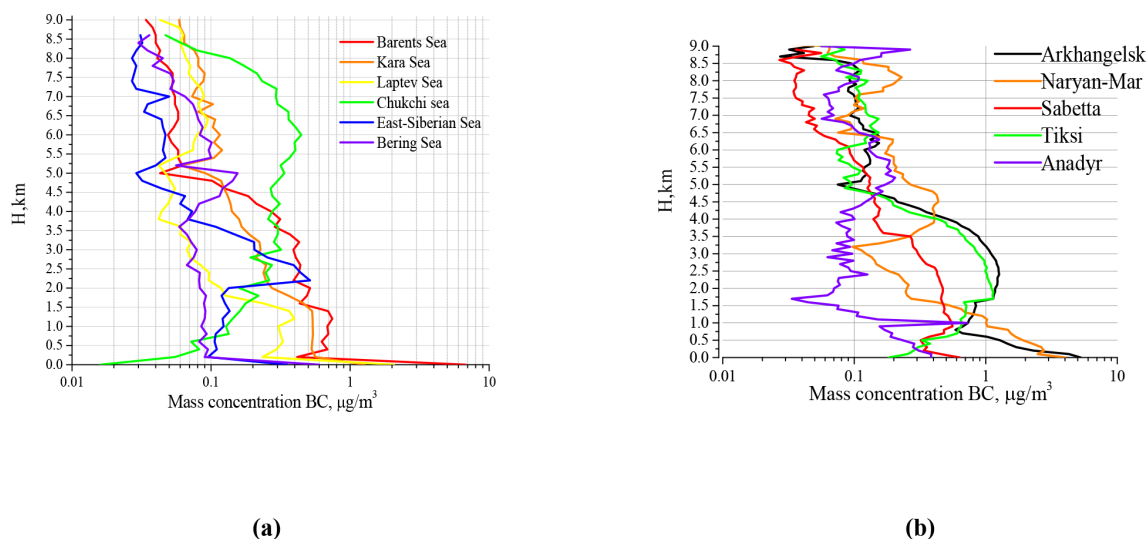 9.0
8.5
8.0
7.5
7.0
6.5
6.0
5.5
5.0
4.5
4.0
3.5
3.0
2.5
2.0
1.5
1.0
0.5
0.0
H,km
0.01
0.1
1
10
Mass concentration BC, μg/m³
Barents Sea
Kara Sea
Laptev Sea
Chukchi sea
East-Siberian Sea
Bering Sea
(a)
9.0
8.5
8.0
7.5
7.0
6.5
6.0
5.5
5.0
4.5
4.0
3.5
3.0
2.5
2.0
1.5
1.0
0.5
0.0
H,km
0.01
0.1
1
10
Mass concentration BC, μg/m³
Arkhangelsk
Naryan-Mar
Sabetta
Tiksi
Anadyr
(b)